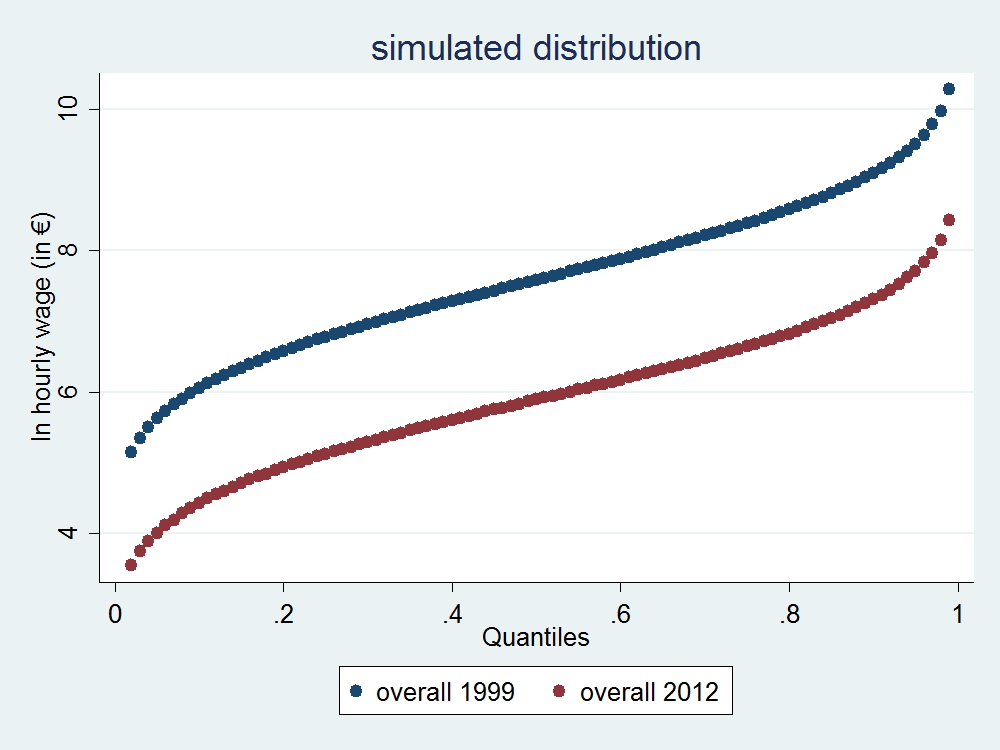 simulated distribution
ln hourly wage (in €)
10
8
6
4
0 .2 .4 .6 .8 1
Quantiles
overall 1999 overall 2012